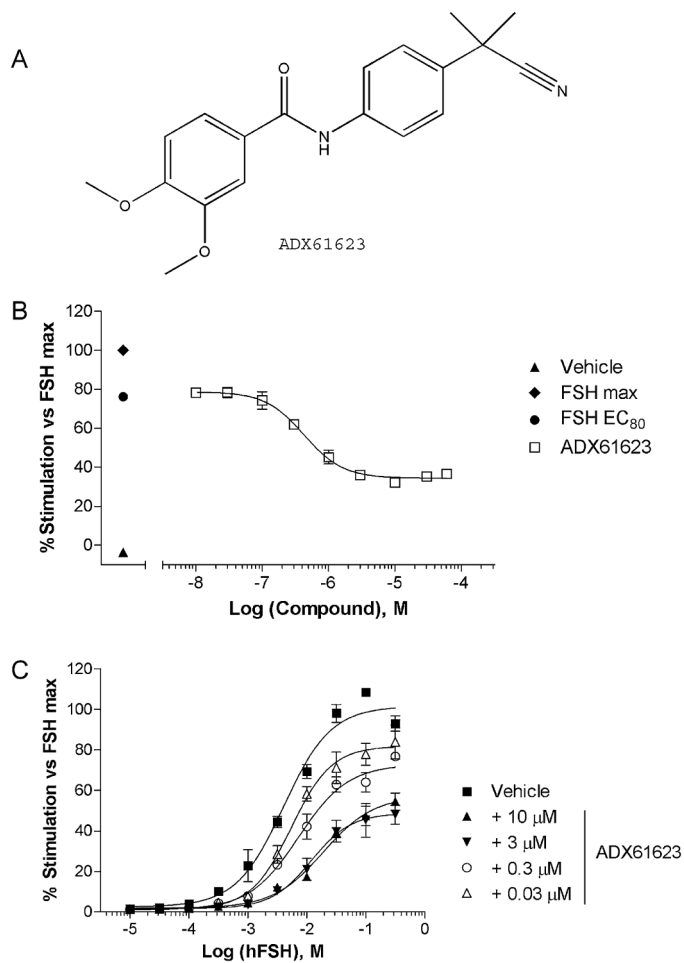 A
O
N
N
H
O
O
ADX61623
B
% Stimulation vs FSH max
120
100
80
60
40
20
0
-8 -7 -6 -5 -4
Log (Compound), M
Vehicle
FSH max
FSH EC80
ADX61623
C
% Stimulation vs FSH max
120
100
80
60
40
20
0
-5 -4 -3 -2 -1 0
Log (hFSH), M
Vehicle
+ 10 μM
+ 3 μM
+ 0.3 μM
+ 0.03 μM
ADX61623